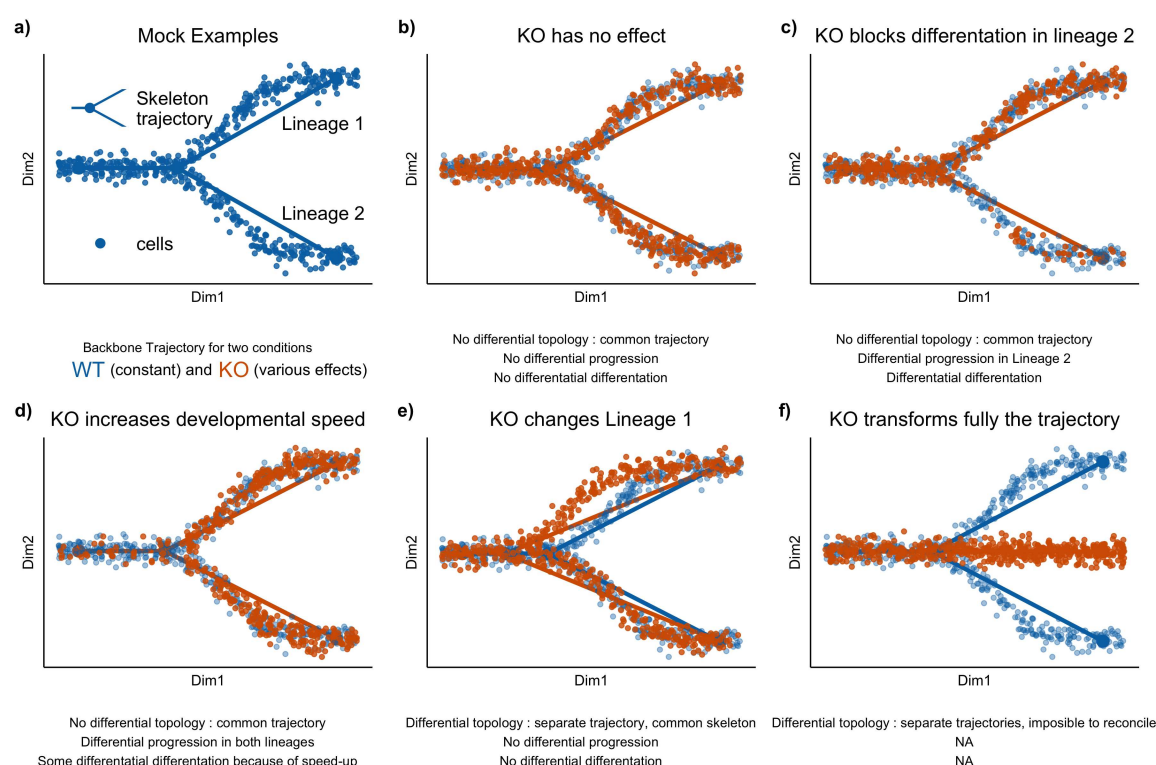 a)
Mock Examples
Skeleton
trajectory
Lineage 1
Lineage 2
cells
Dim2
Dim1
Backbone Trajectory for two conditions
WT (constant) and KO (various effects)
b)
KO has no effect
Dim2
Dim1
No differential topology : common trajectory
No differential progression
No differentatial differentation
c)
KO blocks differentation in lineage 2
Dim2
Dim1
No differential topology : common trajectory
Differential progression in Lineage 2
Differentatial differentation
d)
KO increases developmental speed
Dim2
Dim1
No differential topology : common trajectory
Differential progression in both lineages
Some differentatial differentation because of speed-up
e)
KO changes Lineage 1
Dim2
Dim1
Differential topology : separate trajectory, common skeleton
No differential progression
No differential differentation
f)
KO transforms fully the trajectory
Dim2
Dim1
Differential topology : separate trajectories, imposible to reconcile
NA
NA